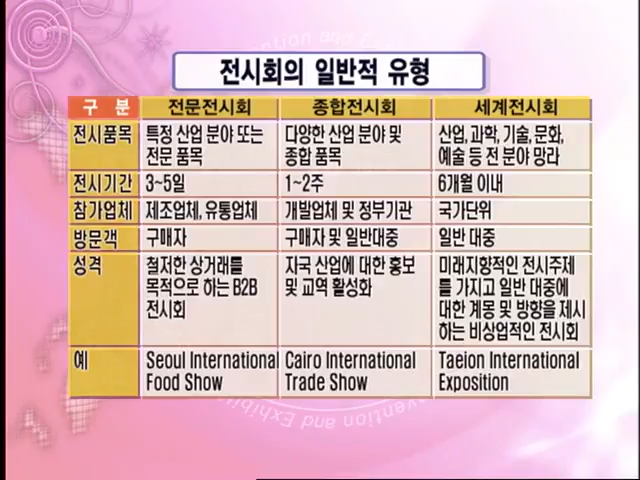 전시회의 일반적 유형
구 분 전문전시회 종합전시회 세계전시회
전시품목 특정 산업 분야 또는 다양한 산업 분야 및 산업, 과학, 기술, 문화,
전문 품목 종합 품목 예술 등 전 분야 망라
전시기간 3~5일 1~2주 6개월 이내
참가업체 제조업체, 유통업체 개발업체 및 정부기관 국가단위
방문객 구매자 구매자 및 일반대중 일반 대중
성격 철저한 상거래를 자국 산업에 대한 홍보 미래지향적인 전시주제
목적으로 하는 B2B 및 교역 활성화 를 가지고 일반 대중에
전시회 대한 계몽 및 방향을 제시
하는 비상업적인 전시회
예 Seoul International Cairo International Taeion International
Food Show Trade Show Exposition